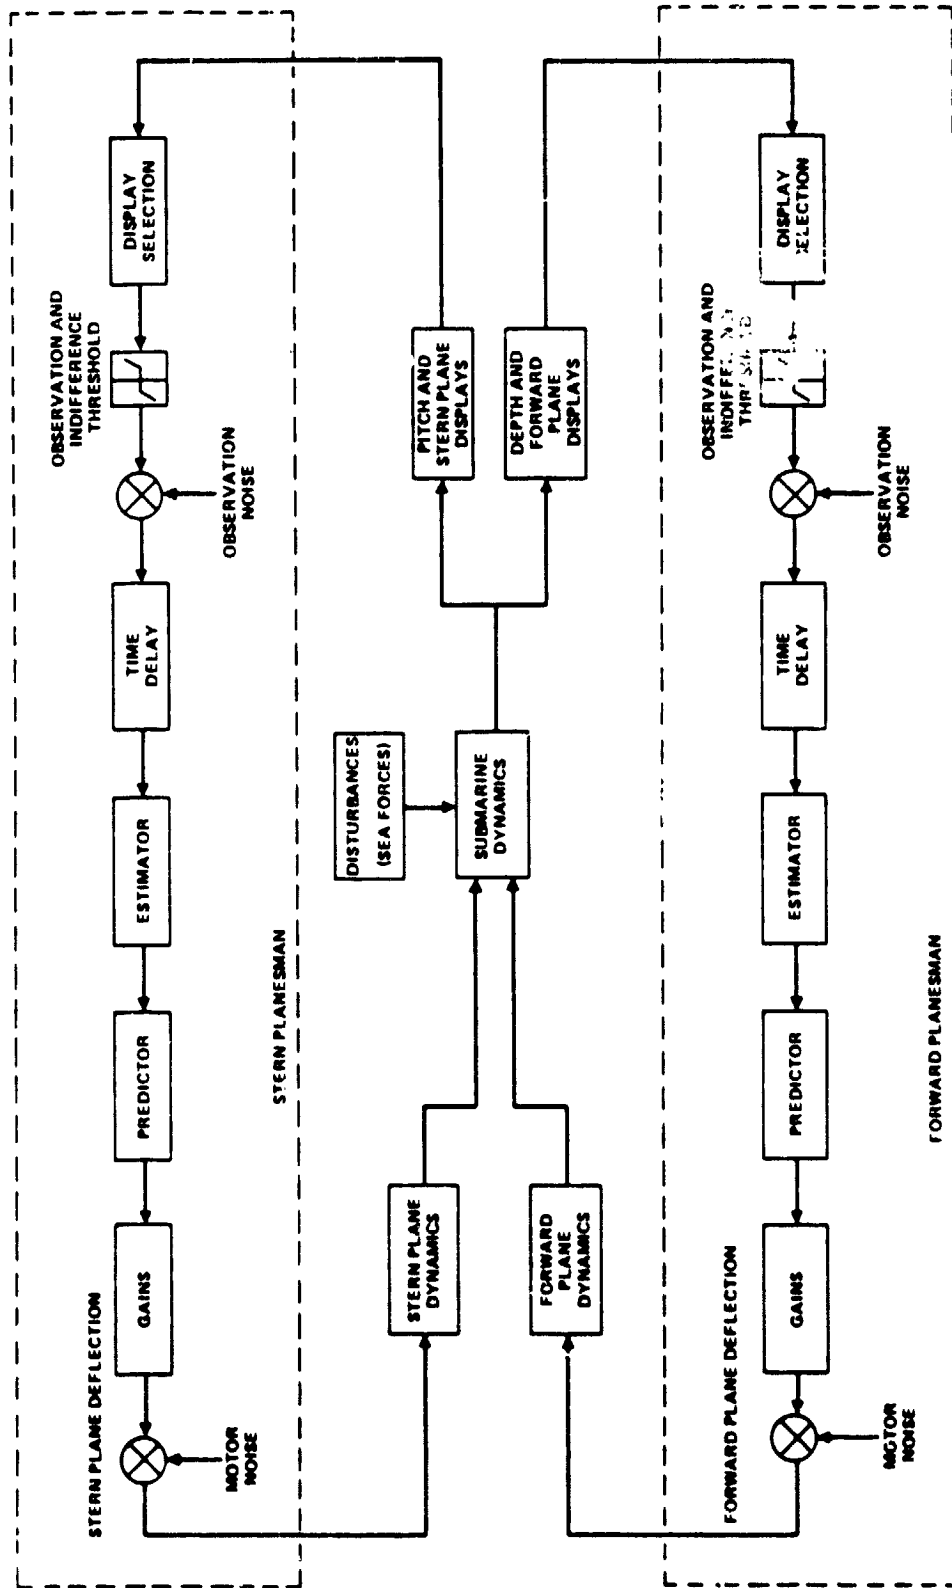 OBSERVATION AND
INDIFFERENCE
THRESHOLD
STERN PLANE DEFLECTION
GAINS
PREDICTOR
ESTIMATOR
TIME
DELAY
DISPLAY
SELECTION
MOTOR
NOISE
OBSERVATION
NOISE
STERN PLANESMAN
DISTURBANCES
(SEA FORCES)
STERN PLANE
DYNAMICS
PITCH AND
STERN PLANE
DISPLAYS
SUBMARINE
DYNAMICS
FORWARD
PLANE
DYNAMICS
DEPTH AND
FORWARD
PLANE
DISPLAYS
OBSERVATION AND
FORWARD PLANE DEFLECTION
GAINS
PREDICTOR
ESTIMATOR
TIME
DELAY
DISPLAY
SELECTION
MOTOR
NOISE
OBSERVATION
NOISE
FORWARD PLANESMAN